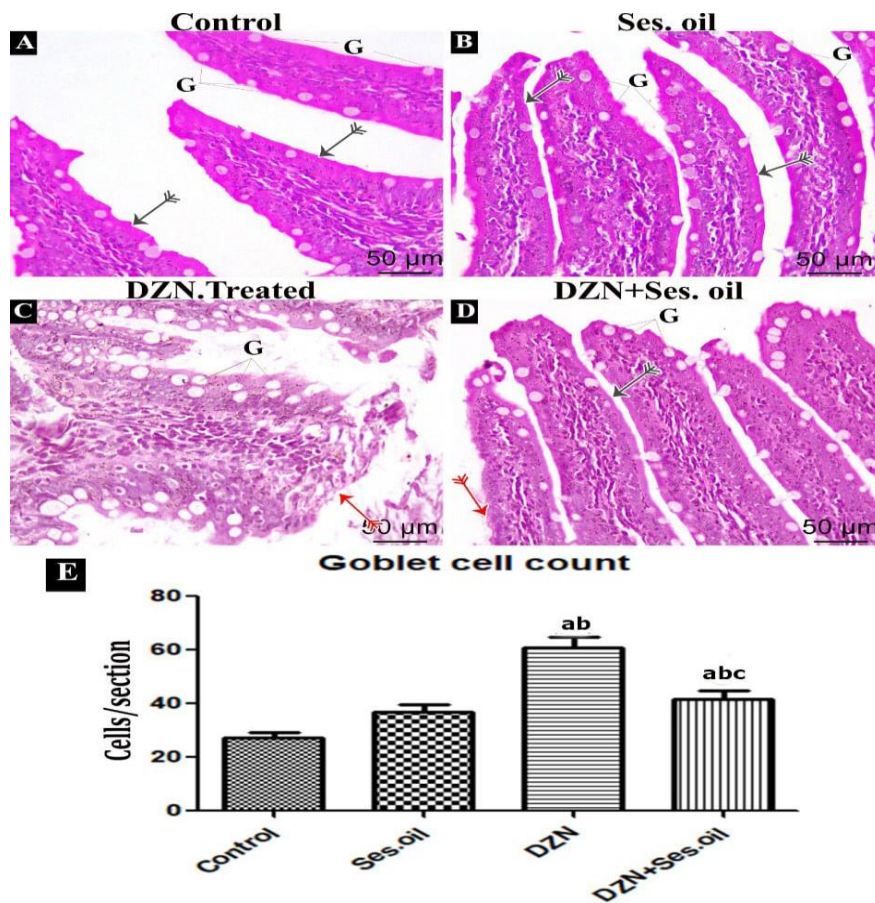 Control
A
G
G
50 µm
Ses. oil
B
G
50 µm
DZN.Treated
C
G
50 µm
DZN+Ses. oil
D
G
50 µm
E
Goblet cell count
Cells/section
80
60
40
20
0
ab
abc
Control
Ses.oil
DZN
DZN+Ses.oil